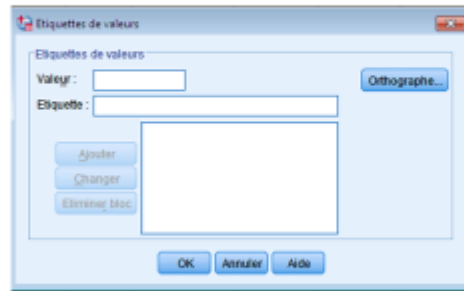 Etiquettes de valeurs
Etiquettes de valeurs
Valeur :
Orthographe...
Etiquette :
Ajouter
Changer
Eliminer bloc
OK Annuler Aide